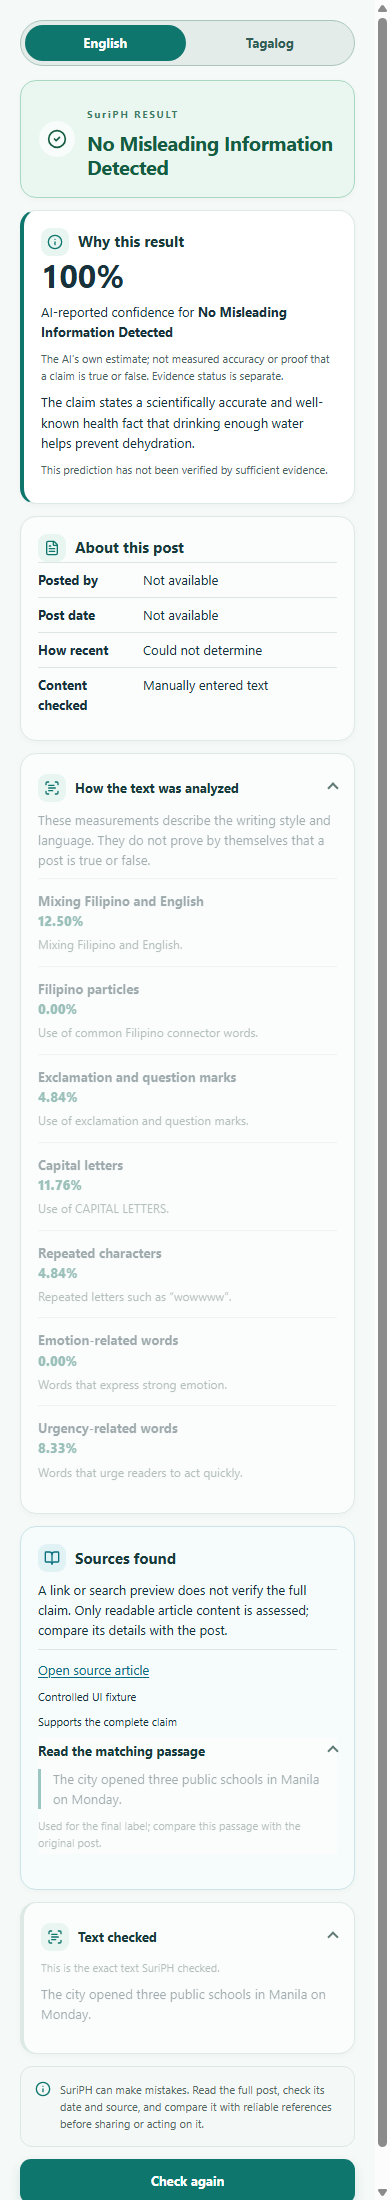 English
Tagalog
SuriPH RESULT
No Misleading Information
Detected
Why this result
100%
AI-reported confidence for No Misleading
Information Detected
The AI's own estimate; not measured accuracy or proof that
a claim is true or false. Evidence status is separate.
The claim states a scientifically accurate and well-
known health fact that drinking enough water
helps prevent dehydration.
This prediction has not been verified by sufficient evidence.
About this post
Posted by Not available
Post date Not available
How recent Could not determine
Content Manually entered text
checked
How the text was analyzed
These measurements describe the writing style and
language. They do not prove by themselves that a
post is true or false.
Mixing Filipino and English
12.50%
Mixing Filipino and English.
Filipino particles
0.00%
Use of common Filipino connector words.
Exclamation and question marks
4.84%
Use of exclamation and question marks.
Capital letters
11.76%
Use of CAPITAL LETTERS.
Repeated characters
4.84%
Repeated letters such as "wowwww".
Emotion-related words
0.00%
Words that express strong emotion.
Urgency-related words
8.33%
Words that urge readers to act quickly.
Sources found
A link or search preview does not verify the full
claim. Only readable article content is assessed;
compare its details with the post.
Open source article
Controlled UI fixture
Supports the complete claim
Read the matching passage
The city opened three public schools in Manila
on Monday.
Used for the final label; compare this passage with the
original post.
Text checked
This is the exact text SuriPH checked.
The city opened three public schools in Manila on
Monday.
SuriPH can make mistakes. Read the full post, check its
date and source, and compare it with reliable references
before sharing or acting on it.
Check again